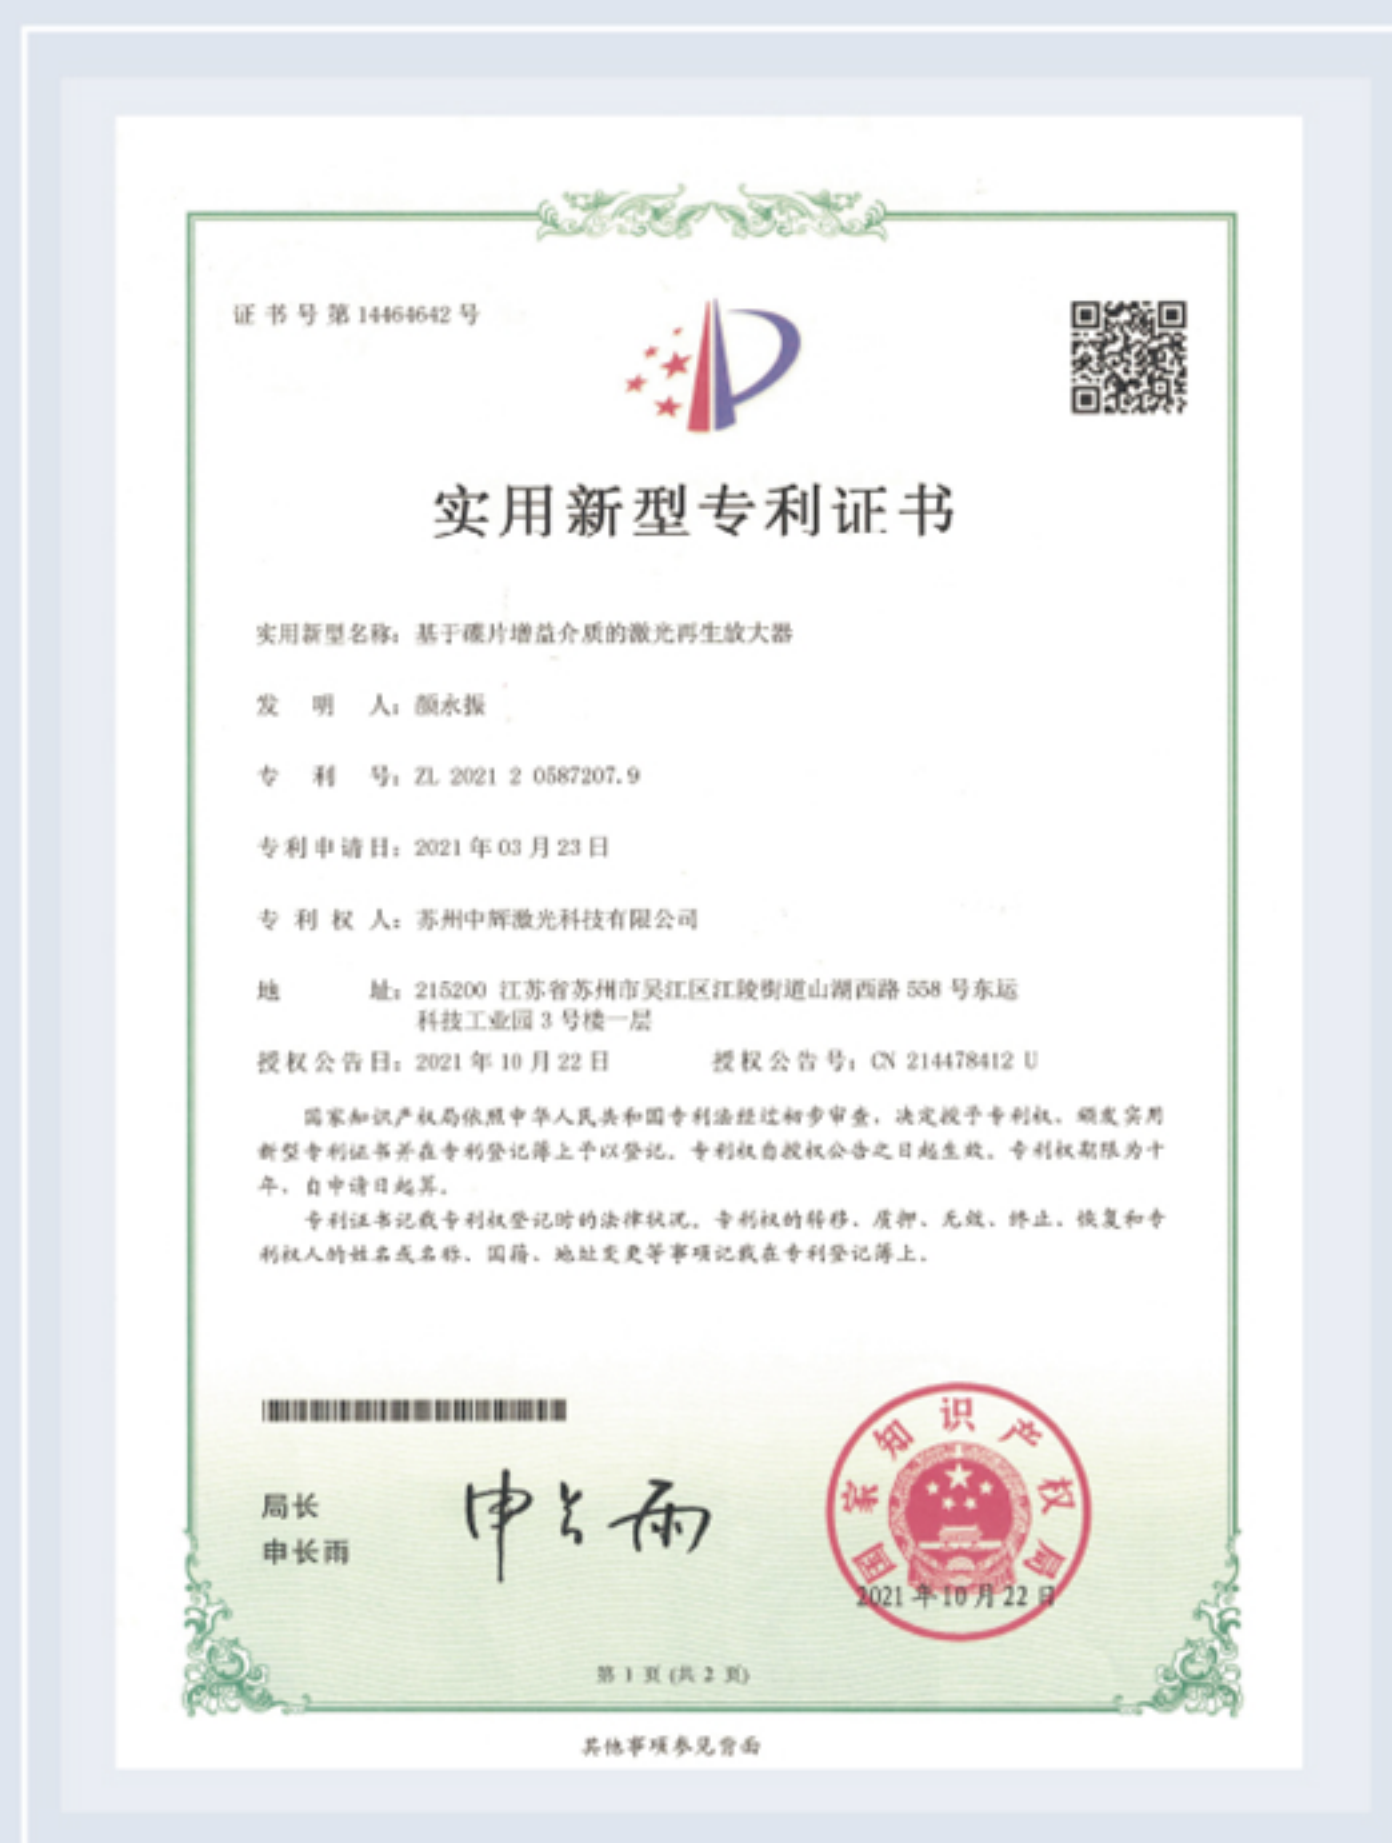 证书号第14464642号
实用新型专利证书
实用新型名称：基于碟片增益介质的激光再生放大器
发明人：颜永振
专利号：ZL 2021 2 0587207.9
专利申请日：2021年03月23日
专利权人：苏州中辉激光科技有限公司
地址：215200 江苏省苏州市吴江区江陵街道山湖西路558号东运
科技工业园3号楼一层
授权公告日：2021年10月22日 授权公告号：CN 214478412 U
国家知识产权局依照中华人民共和国专利法经过初步审查，决定授予专利权，颁发实用
新型专利证书并在专利登记簿上予以登记。专利权自授权公告之日起生效。专利权期限为十
年，自申请日起算。
专利证书记载专利权登记时的法律状况。专利权的转移、质押、无效、终止、恢复和专
利权人的姓名或名称、国籍、地址变更等事项记载在专利登记簿上。
局长
申长雨
申长雨
国家知识产权局
2021年10月22日
第1页(共2页)
其他事项参见背面